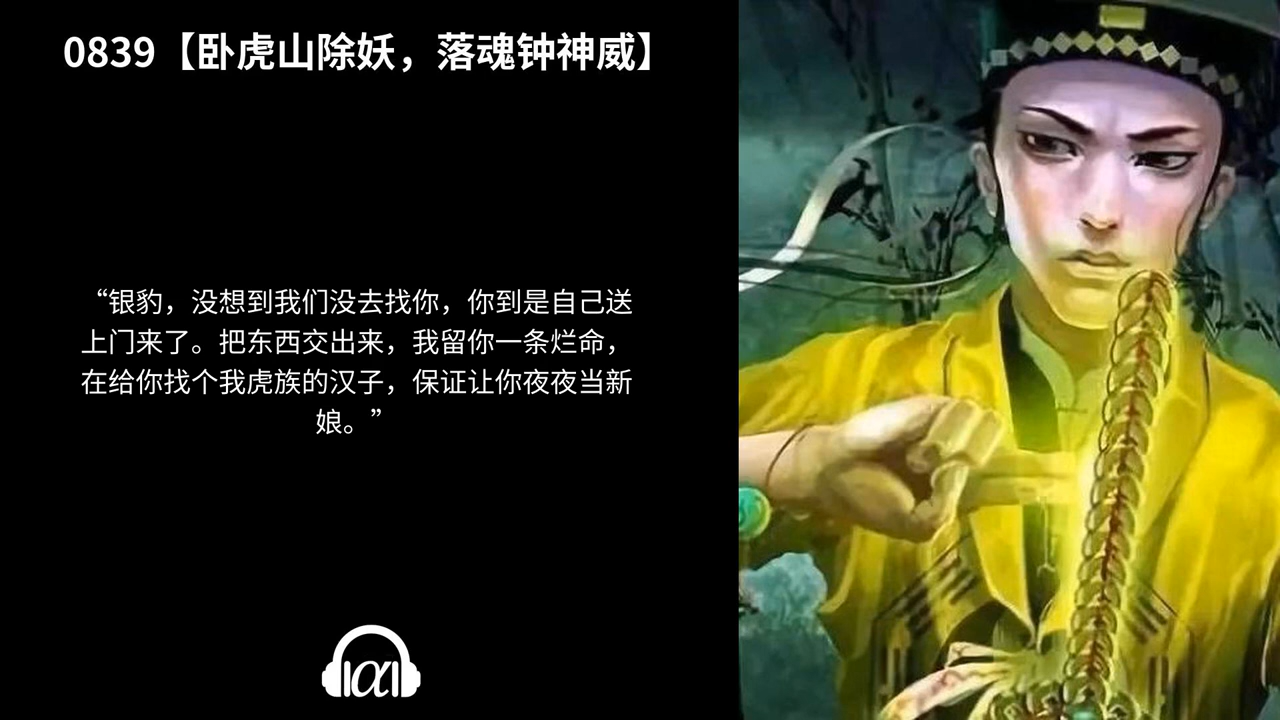 0839【卧虎山除妖，落魂钟神威】
“银豹，没想到我们没去找你，你到是自己送
上门来了。把东西交出来，我留你一条烂命，
在给你找个我虎族的汉子，保证让你夜夜当新
娘。”
α